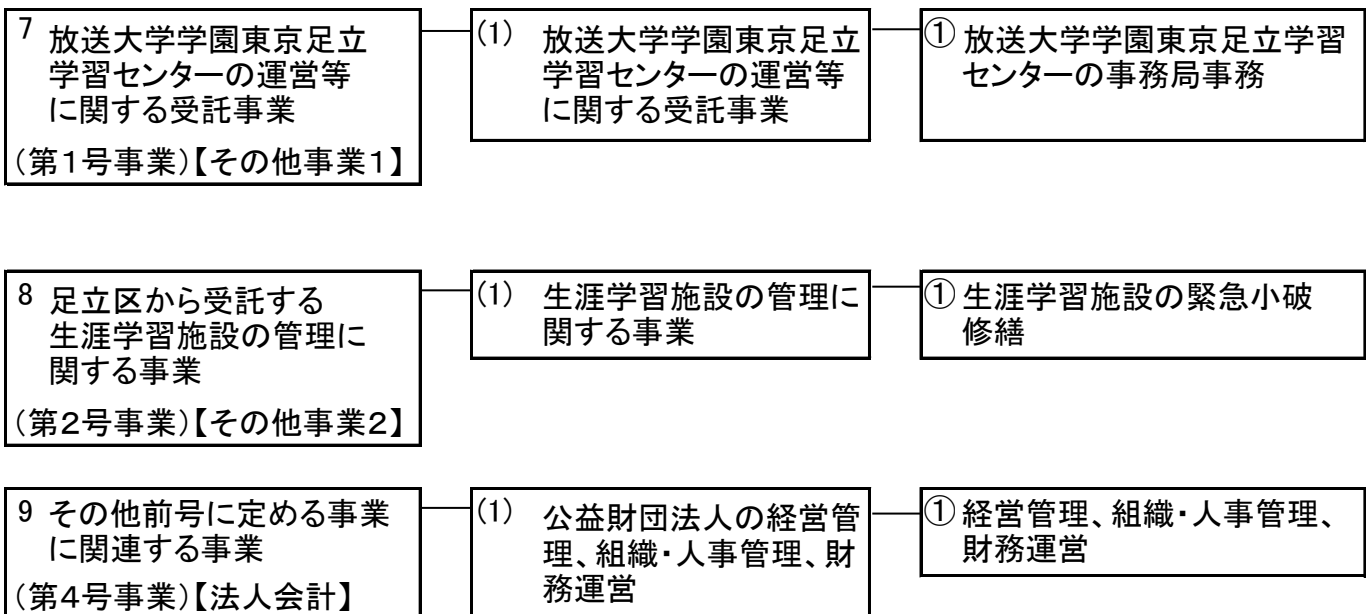 7 放送大学学園東京足立
学習センターの運営等
に関する受託事業
(第1号事業)【その他事業1】
(1) 放送大学学園東京足立
学習センターの運営等
に関する受託事業
① 放送大学学園東京足立学習
センターの事務局事務
8 足立区から受託する
生涯学習施設の管理に
関する事業
(第2号事業)【その他事業2】
(1) 生涯学習施設の管理に
関する事業
① 生涯学習施設の緊急小破
修繕
9 その他前号に定める事業
に関連する事業
(第4号事業)【法人会計】
(1) 公益財団法人の経営管
理、組織・人事管理、財
務運営
① 経営管理、組織・人事管理、
財務運営